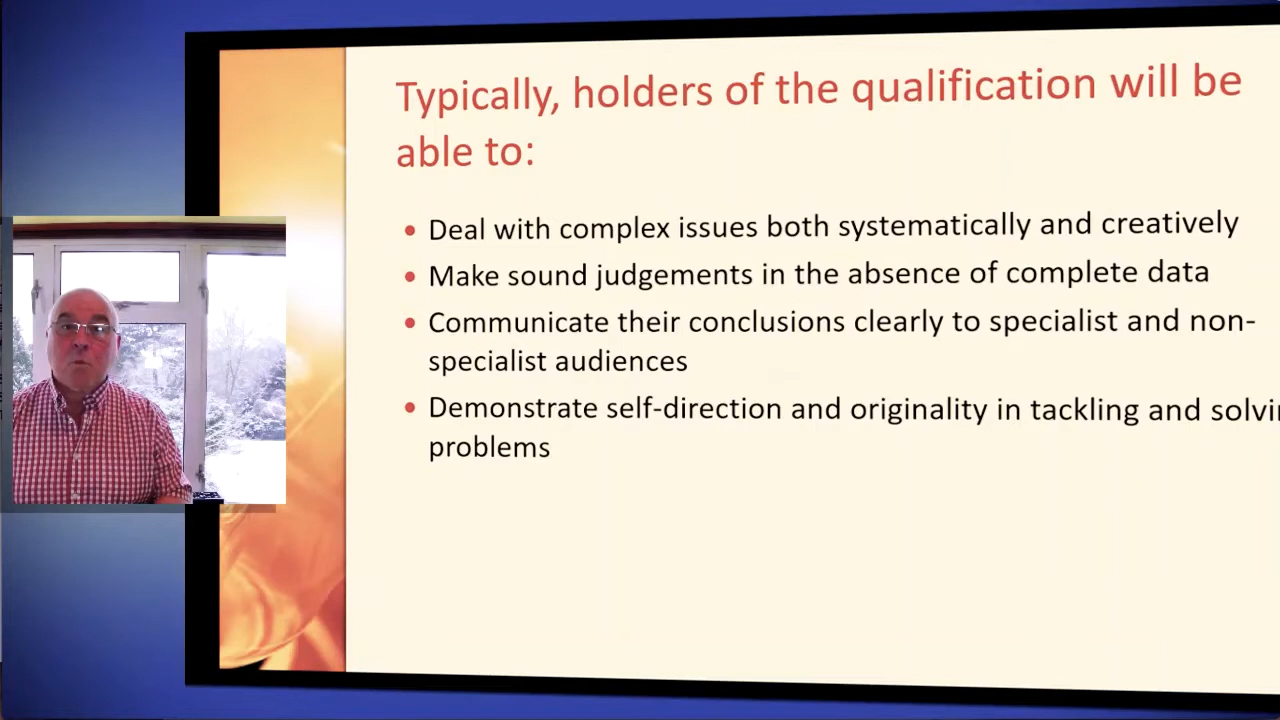 Typically, holders of the qualification will be
able to:
• Deal with complex issues both systematically and creatively
• Make sound judgements in the absence of complete data
• Communicate their conclusions clearly to specialist and non-
specialist audiences
• Demonstrate self-direction and originality in tackling and solvin
problems